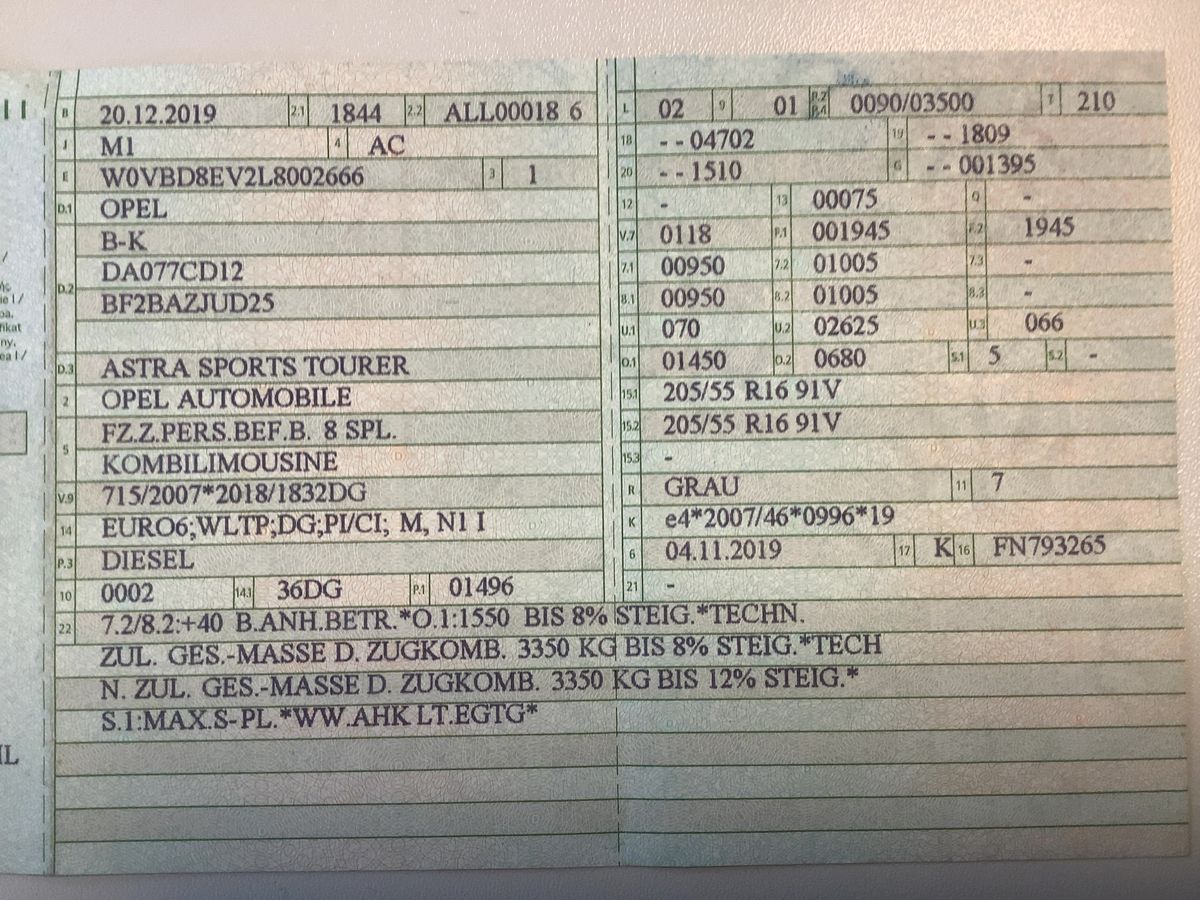 B 20.12.2019 2.1 1844 2.2 ALL00018 6
J M1 4 AC
E W0VBD8EV2L8002666 3 1
D.1 OPEL
B-K
D.2 DA077CD12
BF2BAZJUD25
D.3 ASTRA SPORTS TOURER
2 OPEL AUTOMOBILE
5 FZ.Z.PERS.BEF.B. 8 SPL.
KOMBILIMOUSINE
V.9 715/2007*2018/1832DG
14 EURO6;WLTP;DG;PI/CI; M, N1 I
P.3 DIESEL
10 0002 14.1 36DG P.1 01496
L 02 9 01 P.2 P.4 0090/03500 T 210
18 - - 04702 19 - - 1809
20 - - 1510 G - - 001395
12 - 13 00075 Q -
V.7 0118 F.1 001945 F.2 1945
7.1 00950 7.2 01005 7.3 -
8.1 00950 8.2 01005 8.3 -
U.1 070 U.2 02625 U.3 066
O.1 01450 O.2 0680 S.1 5 S.2 -
15.1 205/55 R16 91V
15.2 205/55 R16 91V
15.3 -
R GRAU 11 7
K e4*2007/46*0996*19
6 04.11.2019 17 K 16 FN793265
21 -
22 7.2/8.2:+40 B.ANH.BETR.*O.1:1550 BIS 8% STEIG.*TECHN.
ZUL. GES.-MASSE D. ZUGKOMB. 3350 KG BIS 8% STEIG.*TECH
N. ZUL. GES.-MASSE D. ZUGKOMB. 3350 KG BIS 12% STEIG.*
S.1:MAX.S-PL.*WW.AHK LT.EGTG*